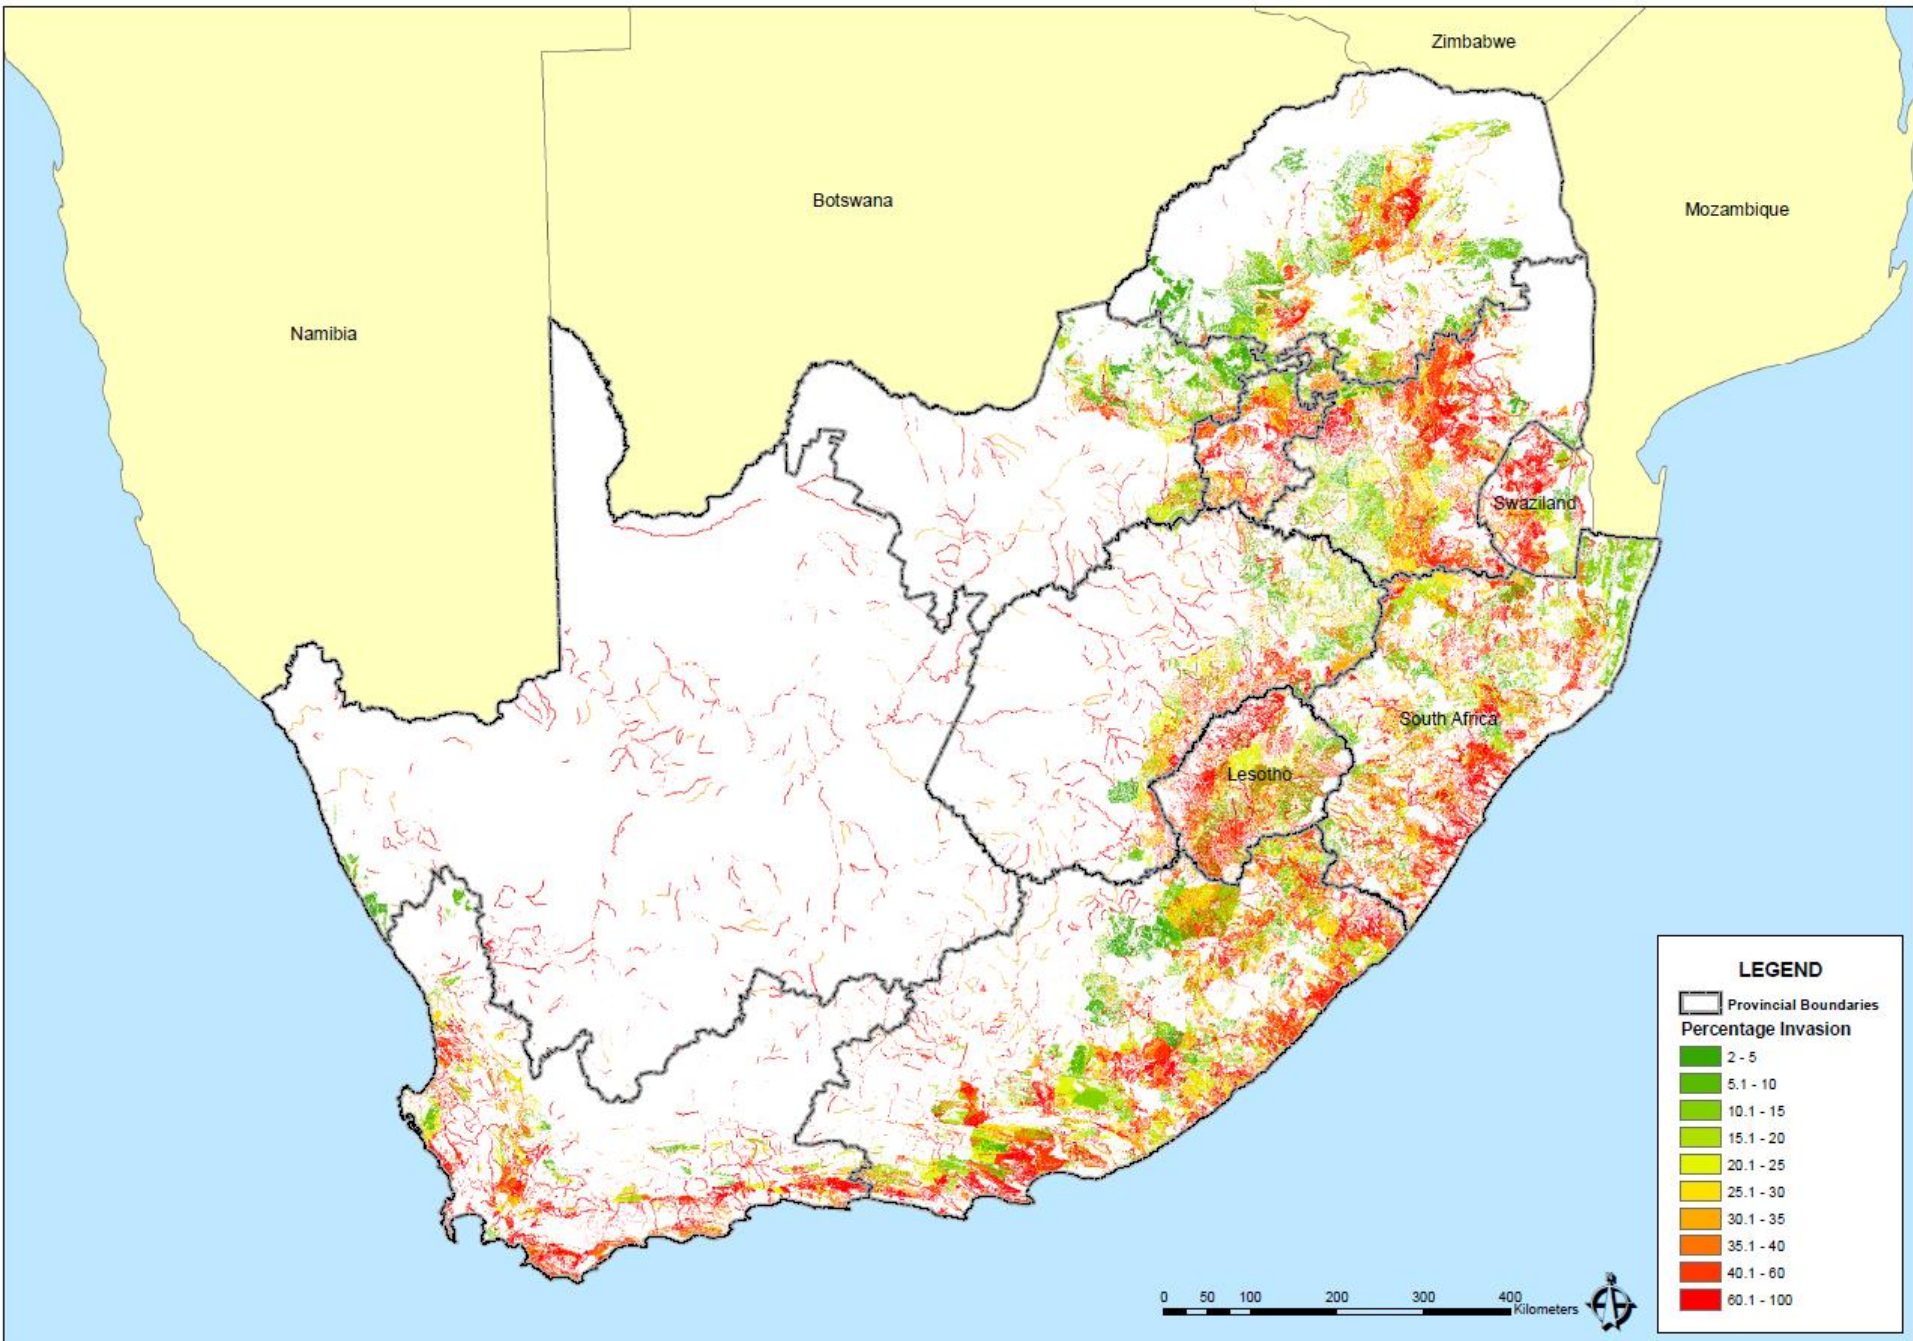 Zimbabwe
Botswana
Mozambique
Namibia
Swaziland
South Africa
Lesotho
LEGEND
Provincial Boundaries
Percentage Invasion
2 - 5
5.1 - 10
10.1 - 15
15.1 - 20
20.1 - 25
25.1 - 30
30.1 - 35
35.1 - 40
40.1 - 60
60.1 - 100
0 50 100 200 300 400
Kilometers